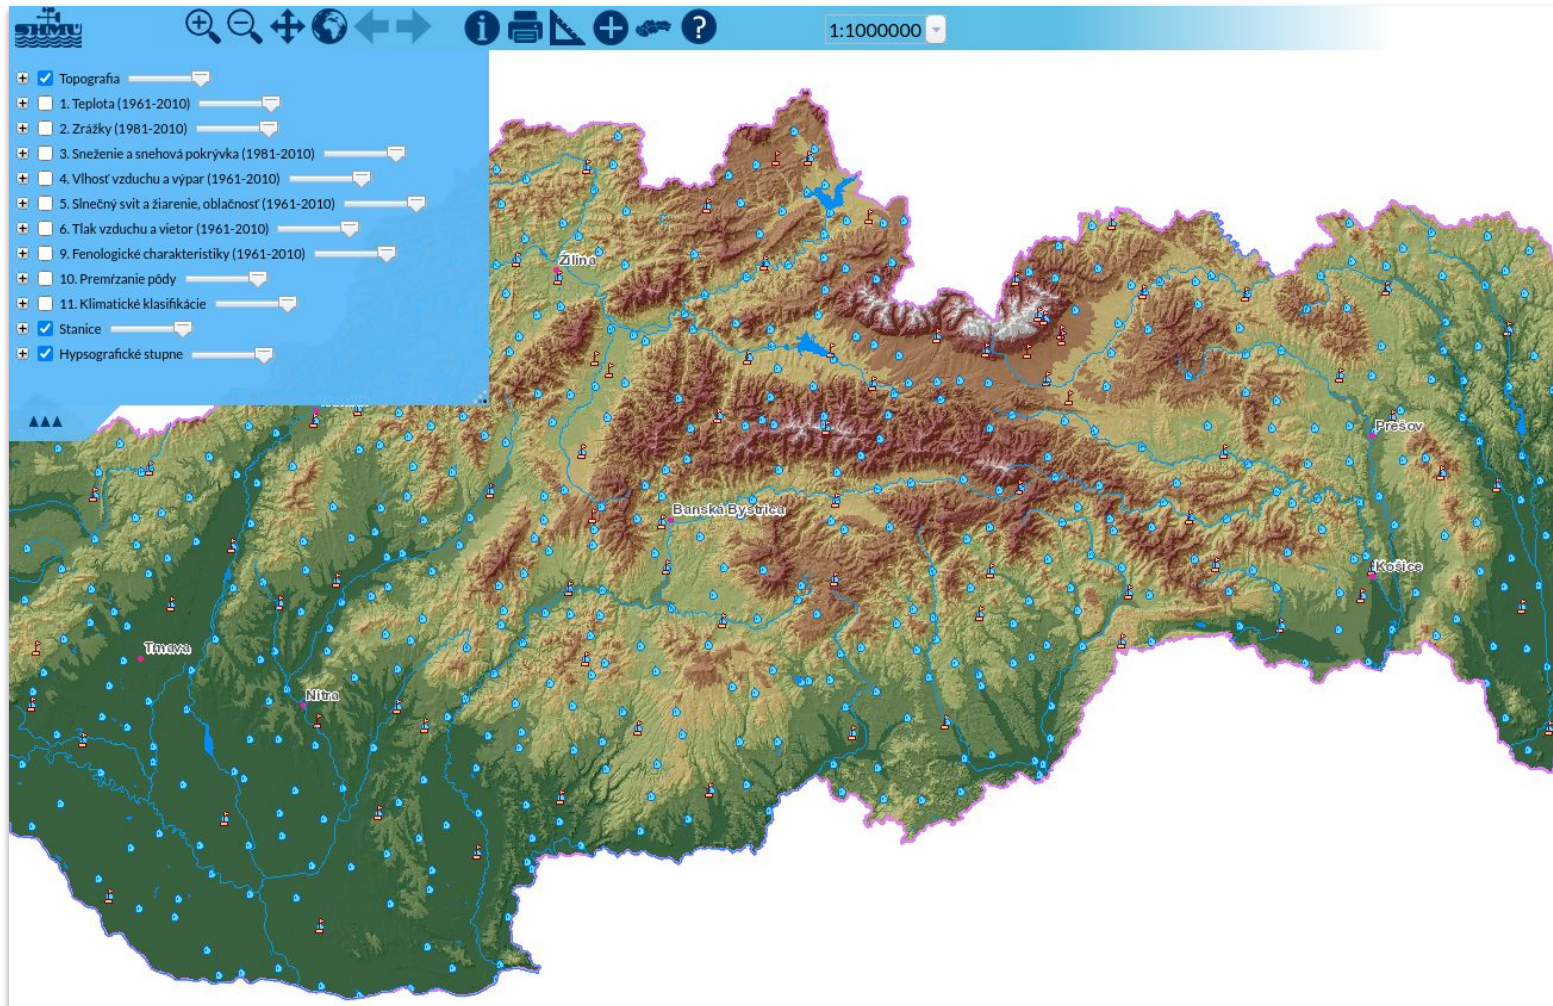 SHMÚ
1:1000000
Topografia
1. Teplota (1961-2010)
2. Zrážky (1981-2010)
3. Sneženie a snehová pokrývka (1981-2010)
4. Vlhosť vzduchu a výpar (1961-2010)
5. Slnečný svit a žiarenie, oblačnosť (1961-2010)
6. Tlak vzduchu a vietor (1961-2010)
9. Fenologické charakteristiky (1961-2010)
10. Premŕzanie pôdy
11. Klimatické klasifikácie
Stanice
Hypsografické stupne
Žilina
Prešov
Banská Bystrica
Košice
Trnava
Nitra